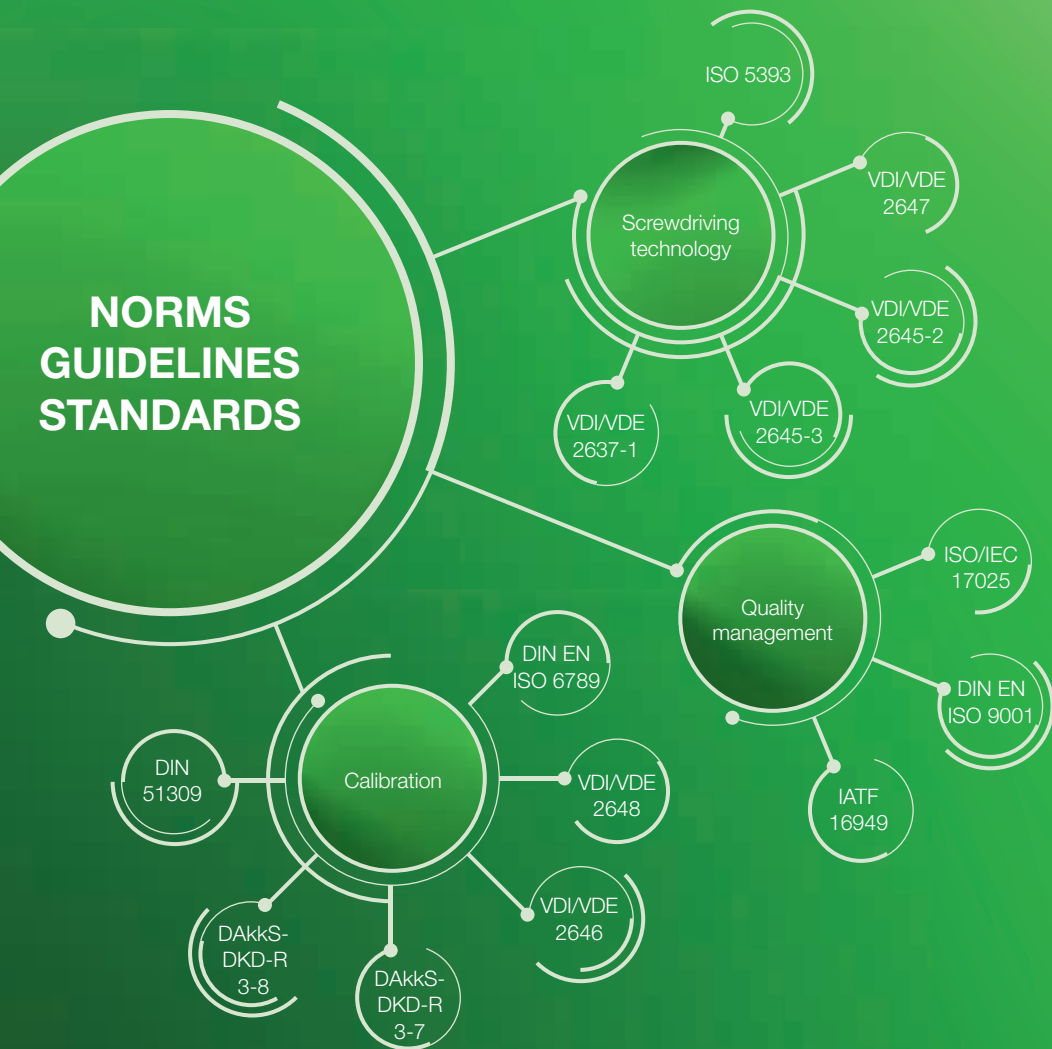 NORMS
GUIDELINES
STANDARDS
ISO 5393
Screwdriving
technology
VDI/VDE
2647
VDI/VDE
2645-2
VDI/VDE
2645-3
VDI/VDE
2637-1
Quality
management
ISO/IEC
17025
DIN EN
ISO 9001
IATF
16949
Calibration
DIN EN
ISO 6789
VDI/VDE
2648
VDI/VDE
2646
DAkkS-
DKD-R
3-7
DAkkS-
DKD-R
3-8
DIN
51309